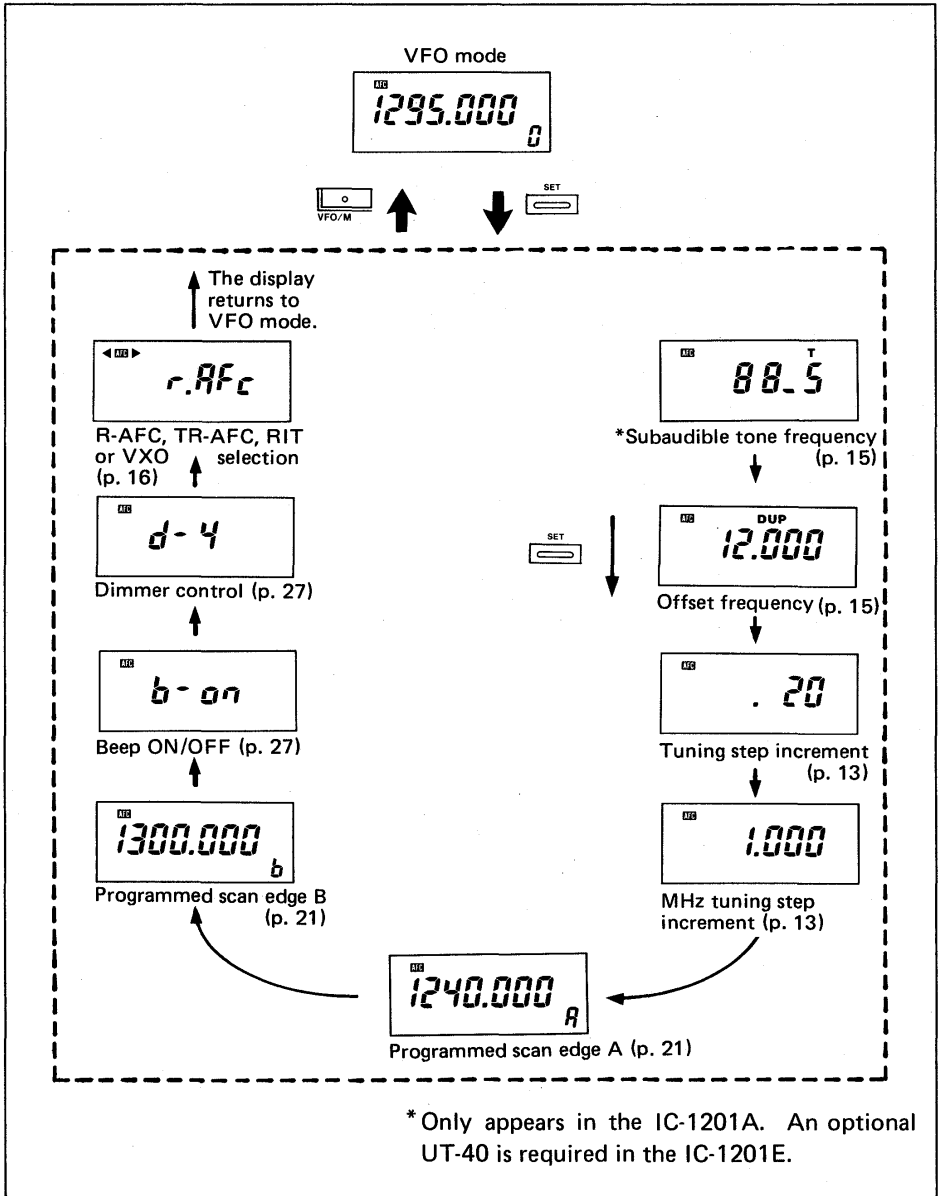 VFO mode
AFC
1295.000
0
VFO/M
SET
The display
returns to
VFO mode.
AFC
r.AFc
R-AFC, TR-AFC, RIT
or VXO selection
(p. 16)
AFC
d-4
Dimmer control (p. 27)
AFC
b-on
Beep ON/OFF (p. 27)
AFC
1300.000
b
Programmed scan edge B
(p. 21)
AFC
T
88_5
*Subaudible tone frequency
(p. 15)
SET
AFC
DUP
12.000
Offset frequency (p. 15)
AFC
. 20
Tuning step increment
(p. 13)
AFC
1.000
MHz tuning step
increment (p. 13)
AFC
1240.000
A
Programmed scan edge A (p. 21)
* Only appears in the IC-1201A. An optional
UT-40 is required in the IC-1201E.